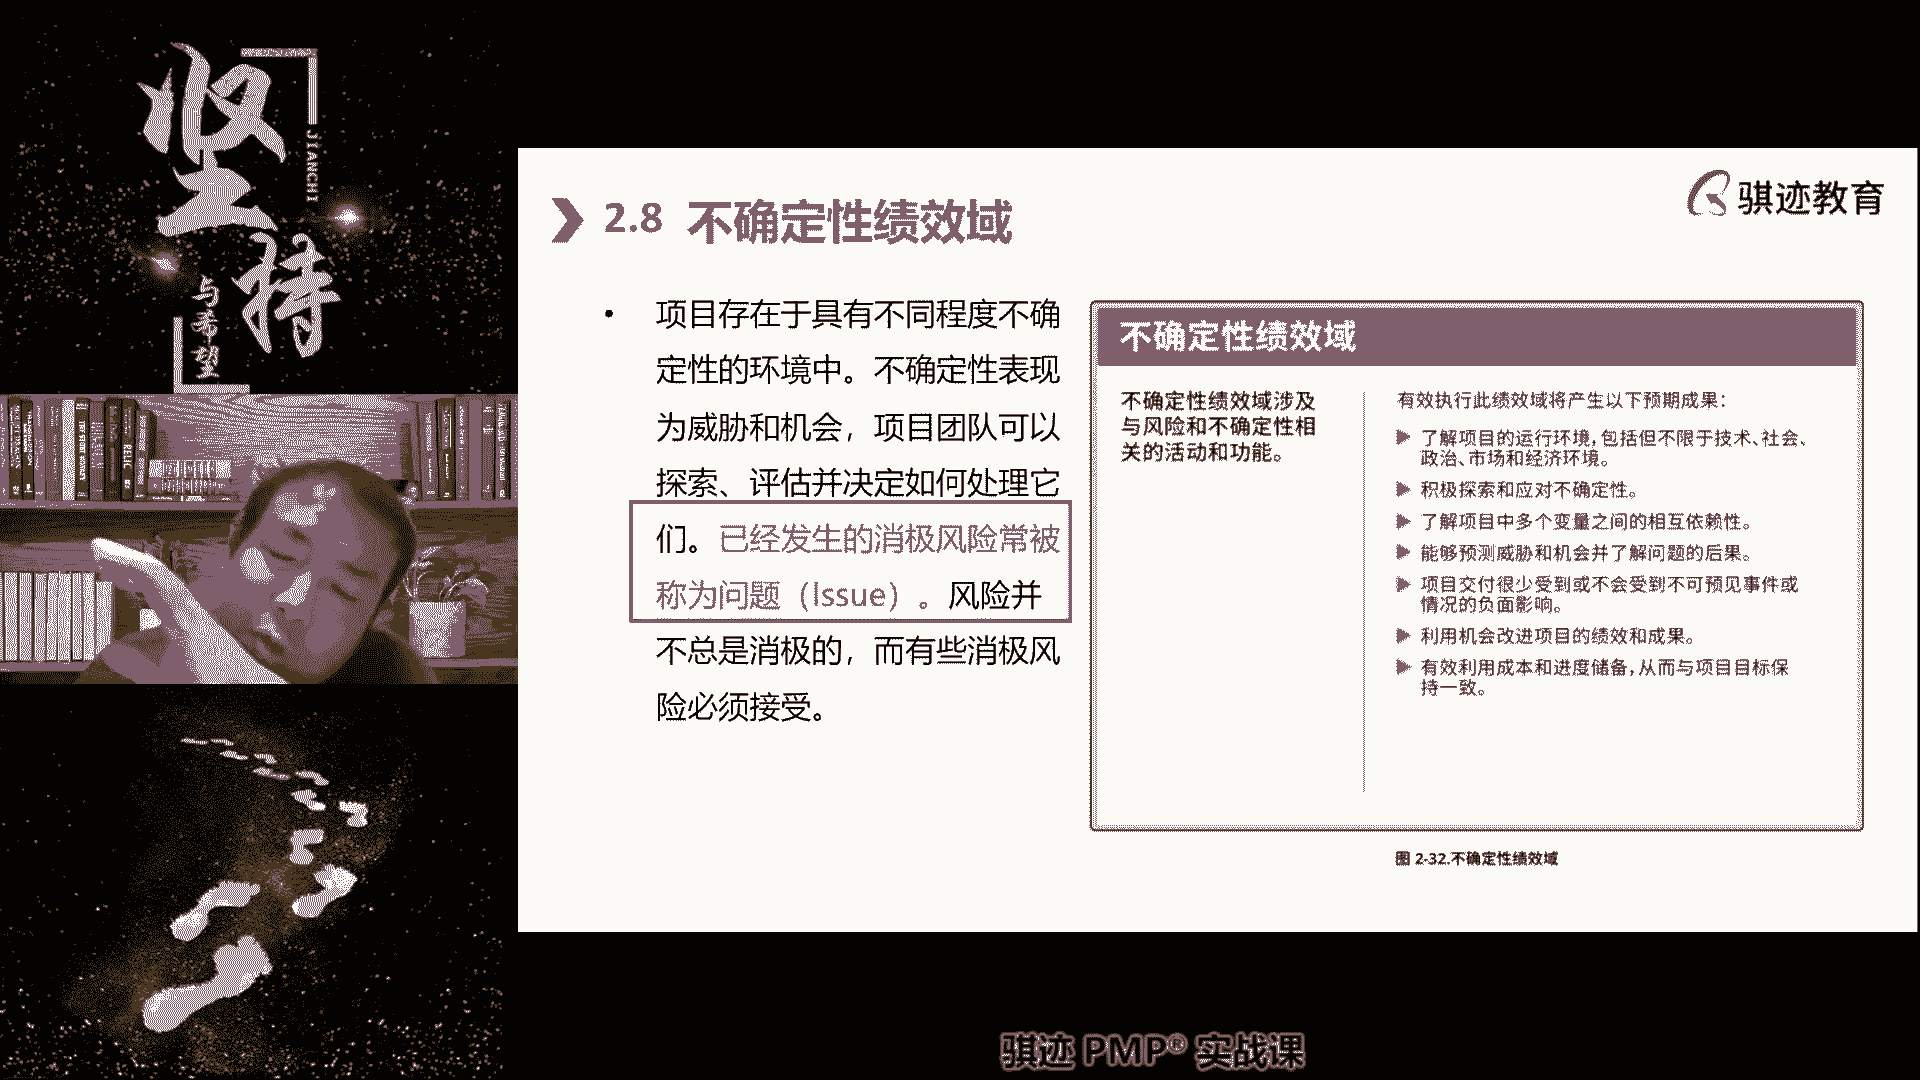 坚持
JIANCHI
与希望
骐迹教育
2.8 不确定性绩效域
• 项目存在于具有不同程度不确
定性的环境中。不确定性表现
为威胁和机会，项目团队可以
探索、评估并决定如何处理它
们。已经发生的消极风险常被
称为问题（Issue）。风险并
不总是消极的，而有些消极风
险必须接受。
不确定性绩效域
不确定性绩效域涉及
与风险和不确定性相
关的活动和功能。
有效执行此绩效域将产生以下预期成果：
了解项目的运行环境，包括但不限于技术、社会、
政治、市场和经济环境。
积极探索和应对不确定性。
了解项目中多个变量之间的相互依赖性。
能够预测威胁和机会并了解问题的后果。
项目交付很少受到或不会受到不可预见事件或
情况的负面影响。
利用机会改进项目的绩效和成果。
有效利用成本和进度储备，从而与项目目标保
持一致。
图 2-32.不确定性绩效域
骐迹 PMP® 实战课